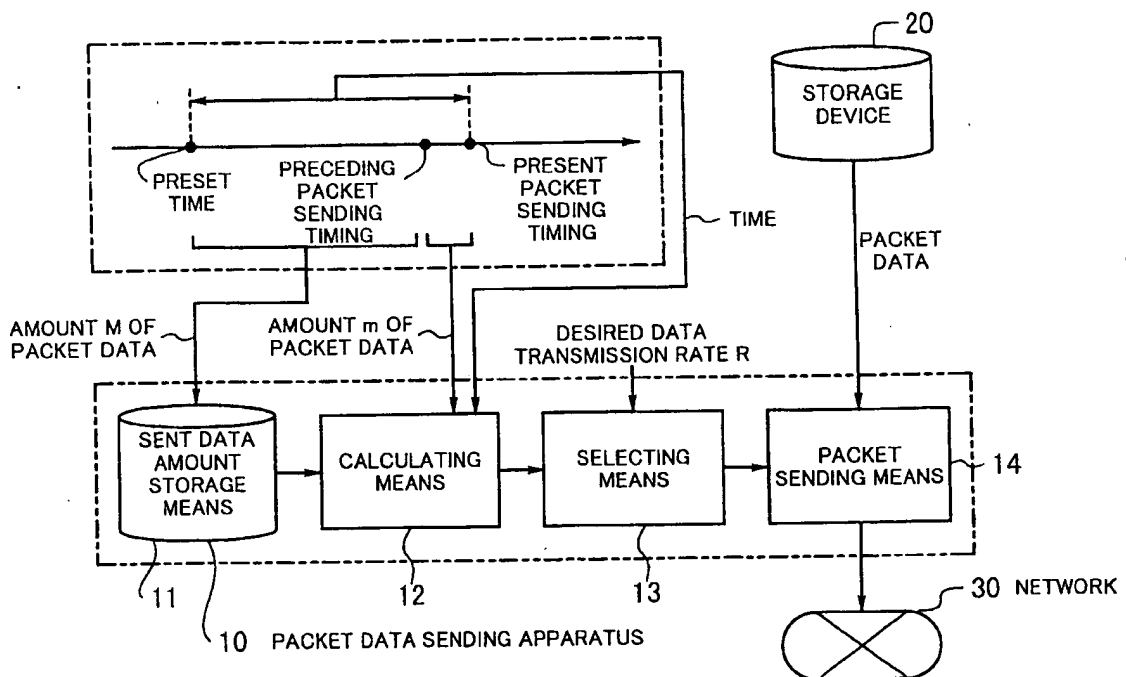 20
STORAGE
DEVICE
PRESET
TIME
PRECEDING
PACKET
SENDING
TIMING
PRESENT
PACKET
SENDING
TIMING
TIME
PACKET
DATA
AMOUNT M OF
PACKET DATA
AMOUNT m OF
PACKET DATA
DESIRED DATA
TRANSMISSION RATE R
SENT DATA
AMOUNT
STORAGE
MEANS
CALCULATING
MEANS
SELECTING
MEANS
PACKET
SENDING MEANS
14
11
12
13
10 PACKET DATA SENDING APPARATUS
30 NETWORK